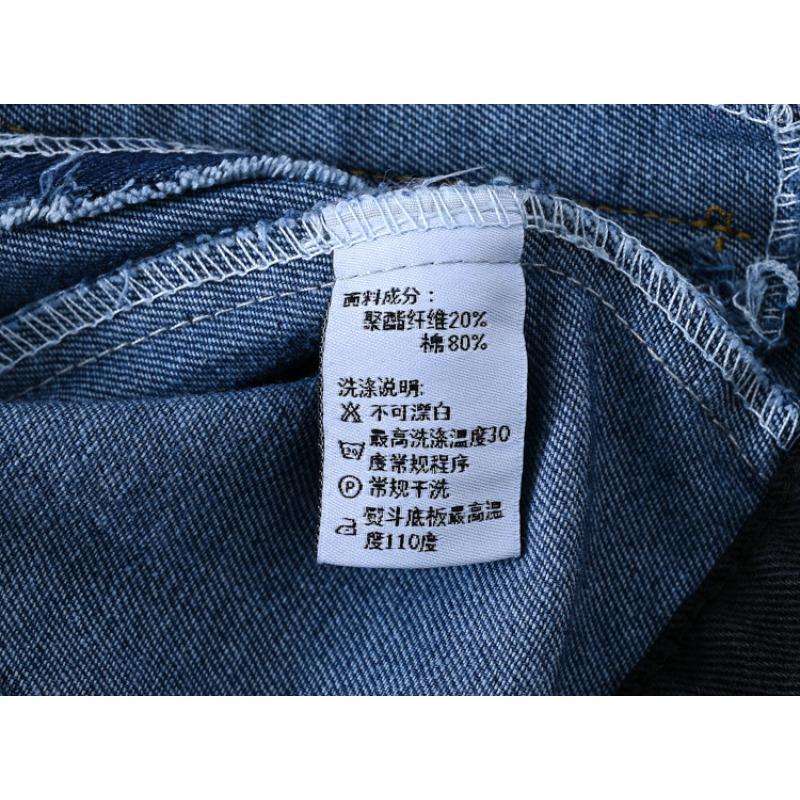 面料成分：
聚酯纤维20%
棉80%
洗涤说明:
不可漂白
最高洗涤温度30
度常规程序
P 常规干洗
熨斗底板最高温
度110度